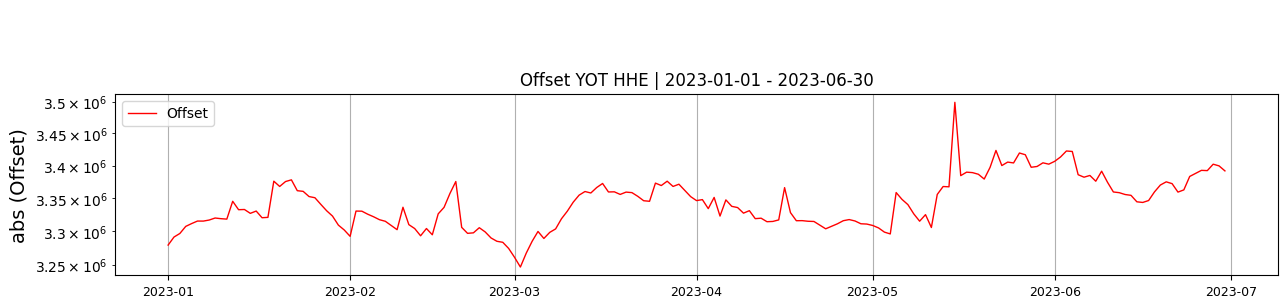 Offset YOT HHE | 2023-01-01 - 2023-06-30
abs (Offset)
3.5 × 10⁶
3.45 × 10⁶
3.4 × 10⁶
3.35 × 10⁶
3.3 × 10⁶
3.25 × 10⁶
Offset
2023-01 2023-02 2023-03 2023-04 2023-05 2023-06 2023-07